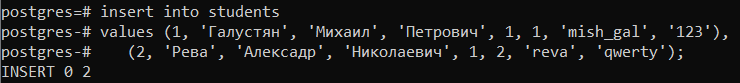 postgres=# insert into students
postgres-# values (1, 'Галустян', 'Михаил', 'Петрович', 1, 1, 'mish_gal', '123'),
postgres-#    (2, 'Рева', 'Алексадр', 'Николаевич', 1, 2, 'reva', 'qwerty');
INSERT 0 2